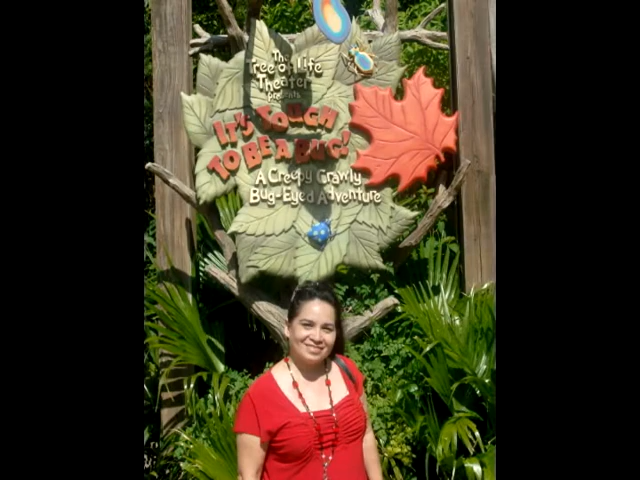 The
Tree of Life
Theater
presents
It's Tough
To Be A Bug!
A Creepy Crawly
Bug-Eyed Adventure